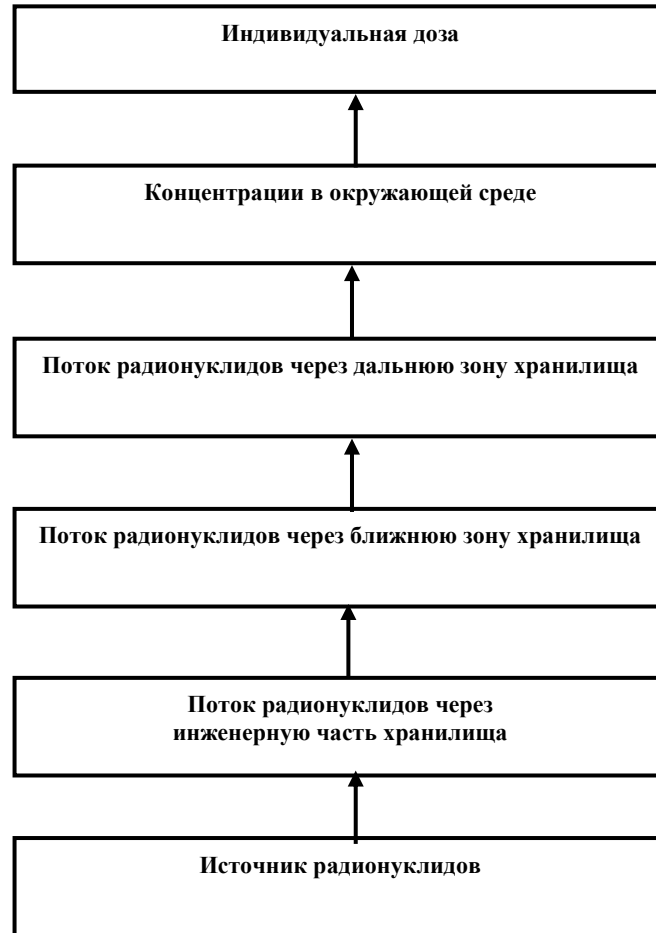 Индивидуальная доза
Концентрации в окружающей среде
Поток радионуклидов через дальнюю зону хранилища
Поток радионуклидов через ближнюю зону хранилища
Поток радионуклидов через
инженерную часть хранилища
Источник радионуклидов